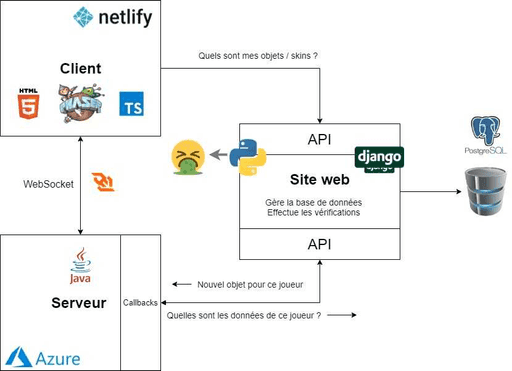 netlify
Client
HTML
5
PHASER
TS
Quels sont mes objets / skins ?
API
django
django
Site web
Gère la base de données
Effectue les vérifications
API
PostgreSQL
WebSocket
Java
Serveur
Callbacks
Nouvel objet pour ce joueur
Quelles sont les données de ce joueur ?
Azure